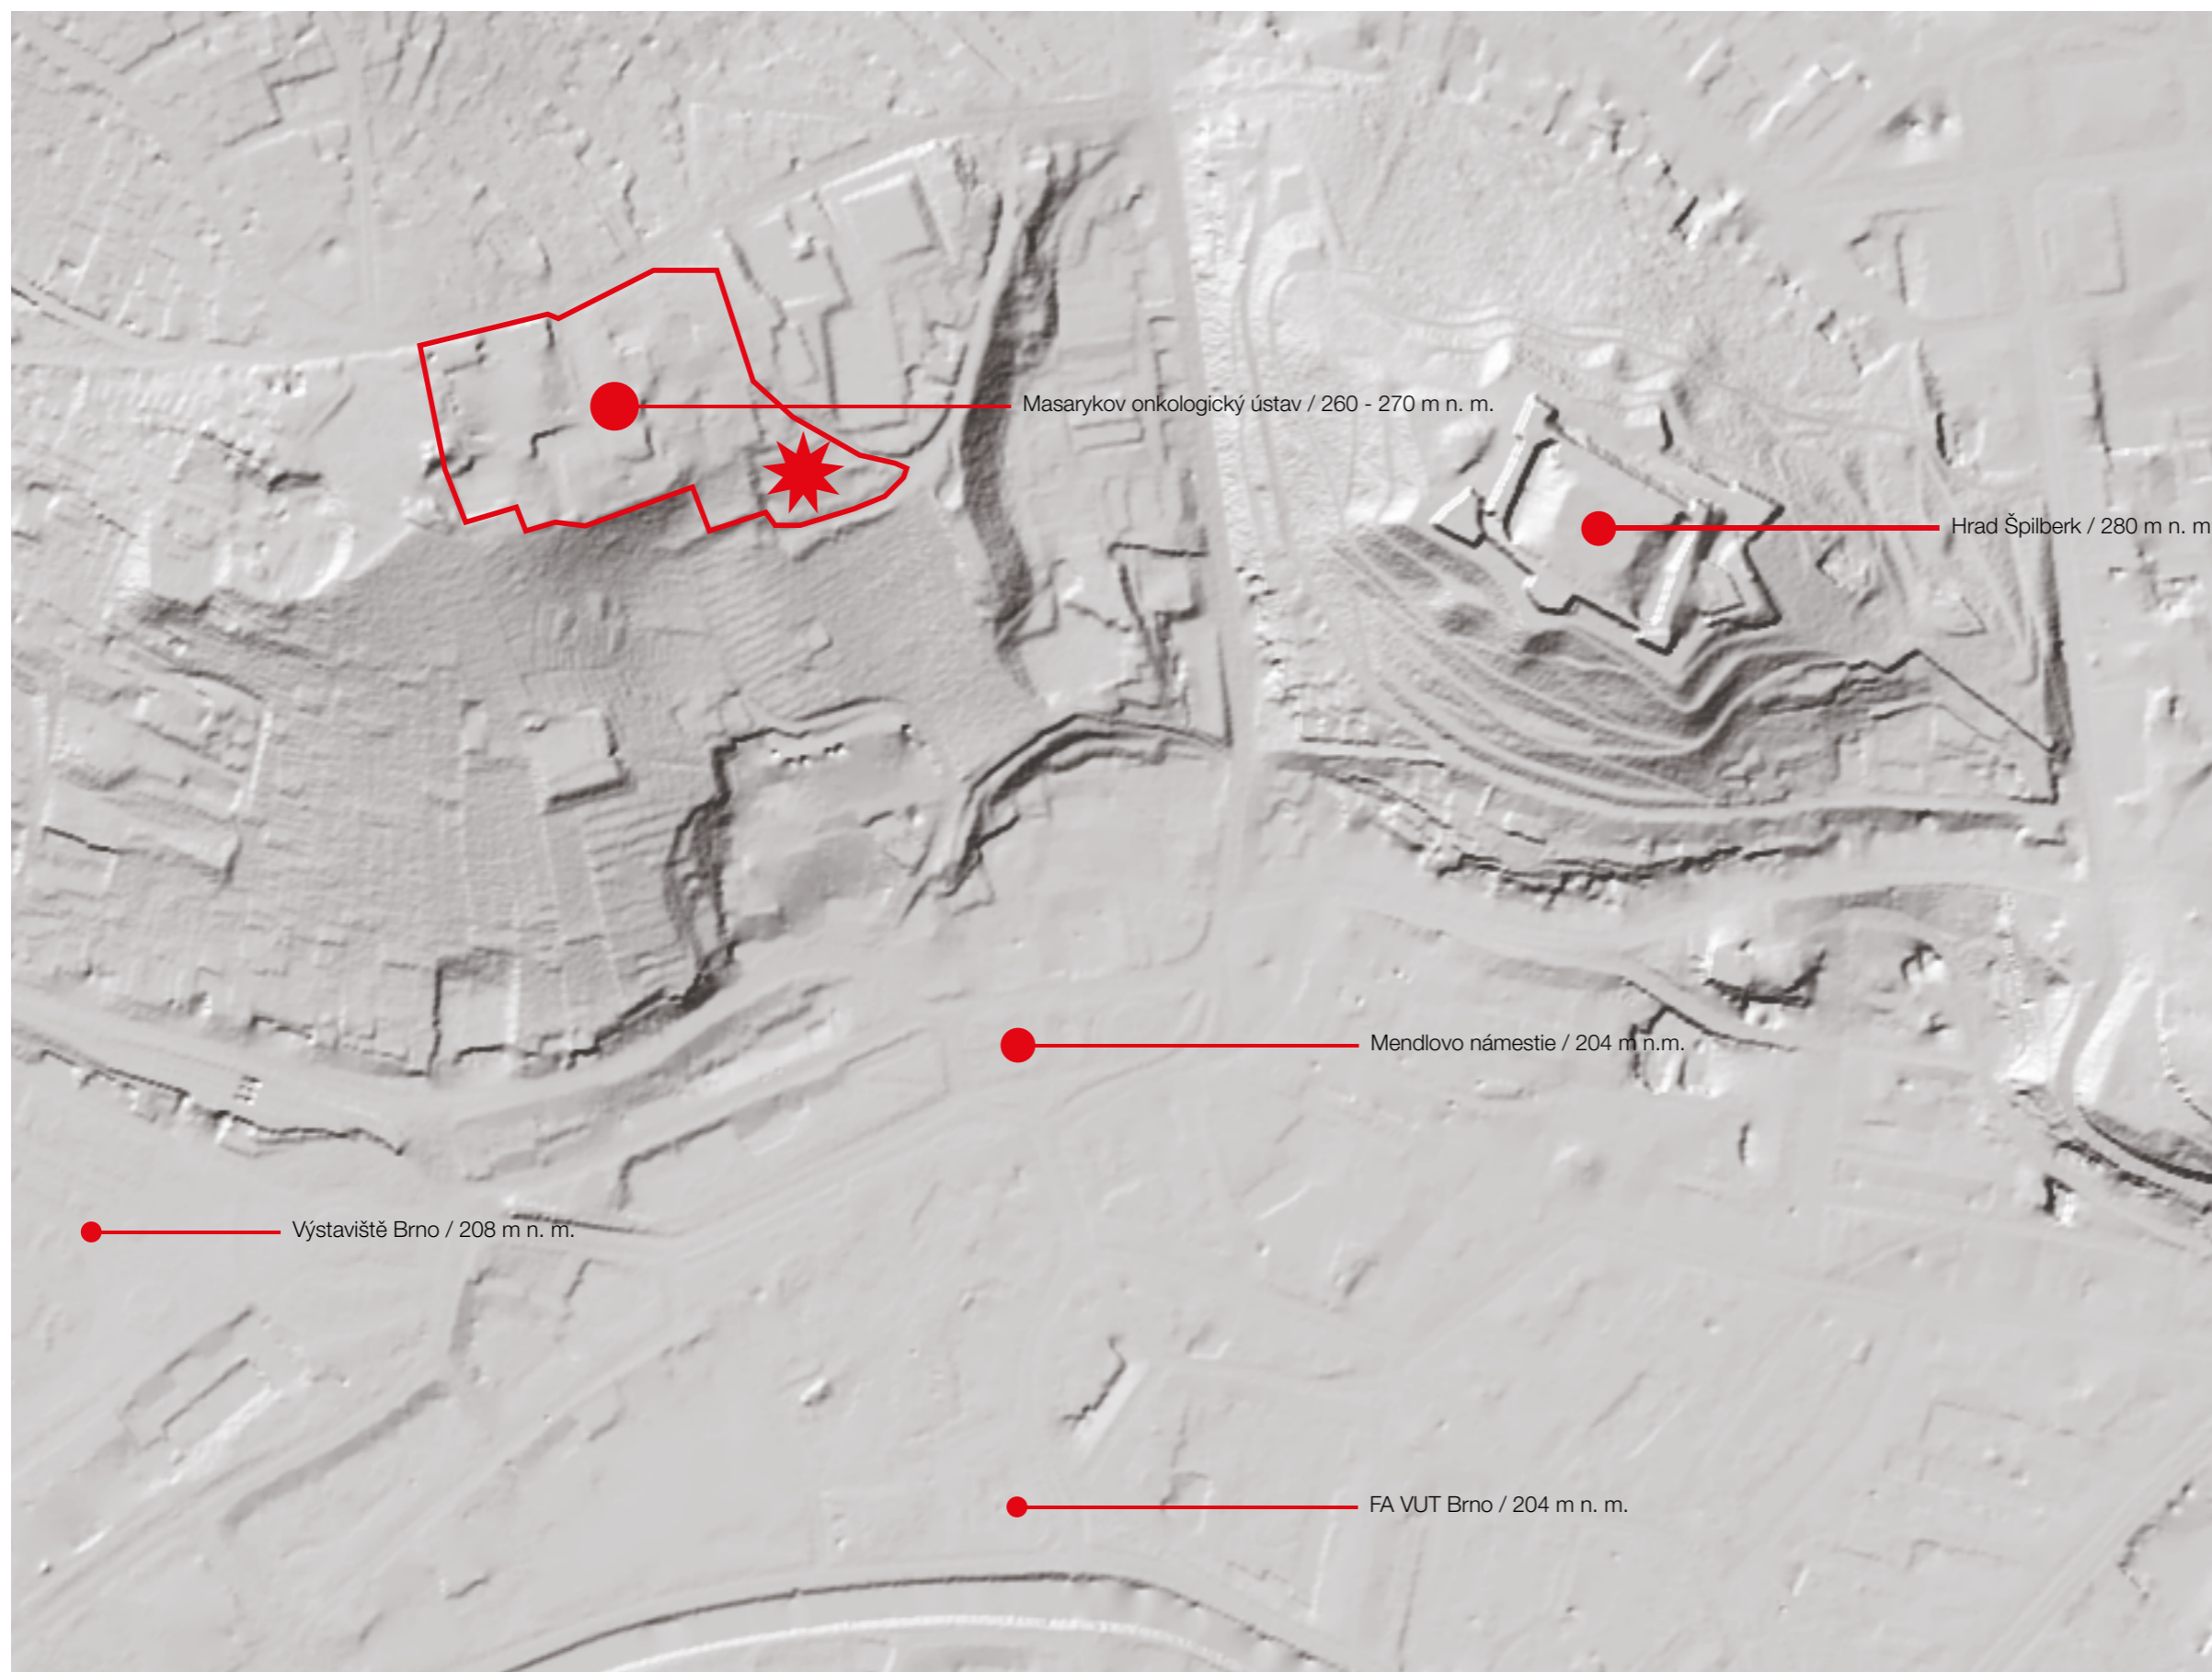 Masarykov onkologický ústav / 260 - 270 m n. m.
Hrad Špilberk / 280 m n. m
Mendlovo námestie / 204 m n.m.
Výstaviště Brno / 208 m n. m.
FA VUT Brno / 204 m n. m.